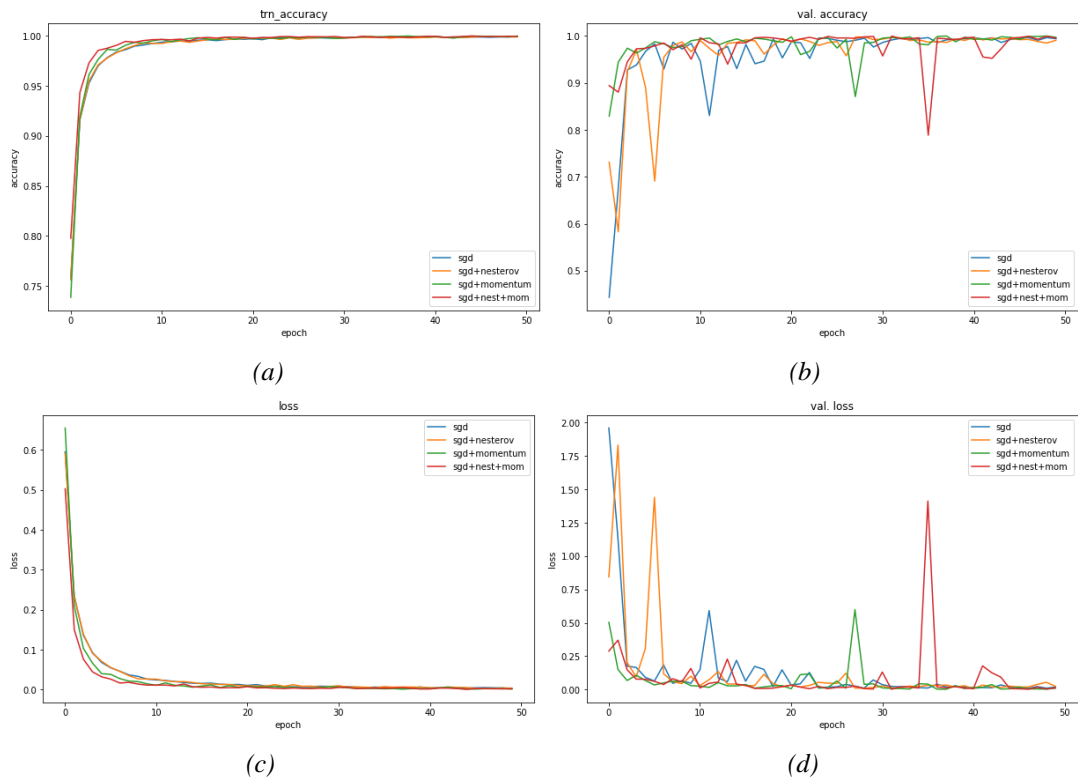 trn_accuracy
1.00
0.95
0.90
0.85
0.80
0.75
accuracy
0 10 20 30 40 50
epoch
sgd
sgd+nesterov
sgd+momentum
sgd+nest+mom
(a)
val. accuracy
1.0
0.9
0.8
0.7
0.6
0.5
accuracy
0 10 20 30 40 50
epoch
sgd
sgd+nesterov
sgd+momentum
sgd+nest+mom
(b)
loss
0.6
0.5
0.4
0.3
0.2
0.1
0.0
loss
0 10 20 30 40 50
epoch
sgd
sgd+nesterov
sgd+momentum
sgd+nest+mom
(c)
val. loss
2.00
1.75
1.50
1.25
1.00
0.75
0.50
0.25
0.00
loss
0 10 20 30 40 50
epoch
sgd
sgd+nesterov
sgd+momentum
sgd+nest+mom
(d)